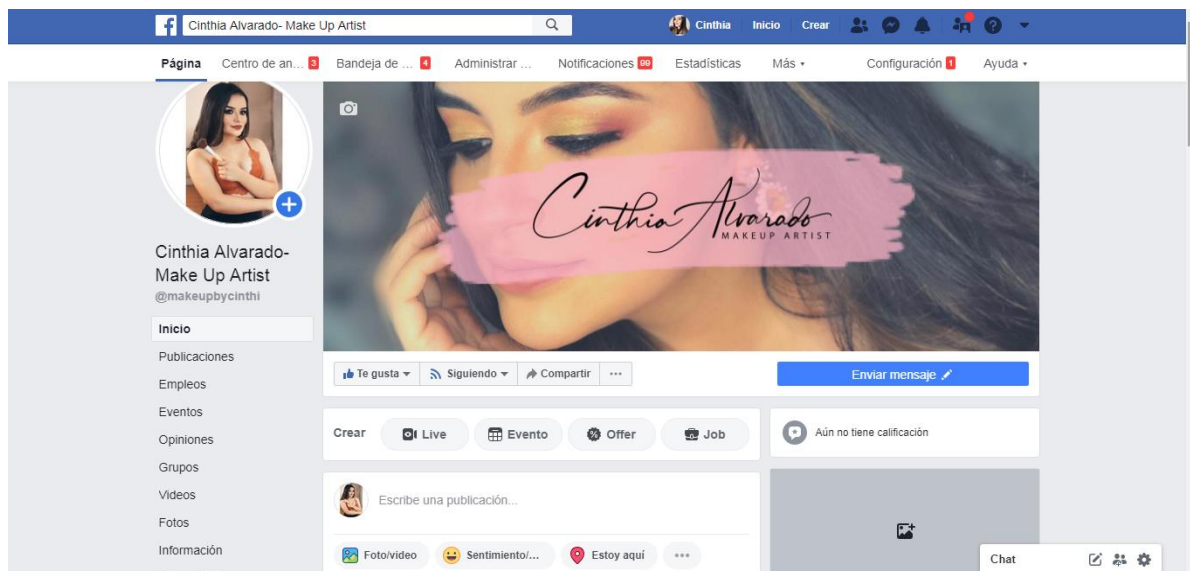 Cinthia Alvarado- Make Up Artist
Cinthia Inicio Crear
Página Centro de an... 3 Bandeja de ... 4 Administrar ... Notificaciones 99 Estadísticas Más Configuración 1 Ayuda
Cinthia Alvarado
MAKEUP ARTIST
Cinthia Alvarado-
Make Up Artist
@makeupbycinthi
Inicio
Publicaciones
Empleos
Eventos
Opiniones
Grupos
Videos
Fotos
Información
Te gusta Siguiendo Compartir ...
Enviar mensaje
Crear Live Evento Offer Job
Aún no tiene calificación
Escribe una publicación...
Foto/video Sentimiento/... Estoy aquí ...
Chat